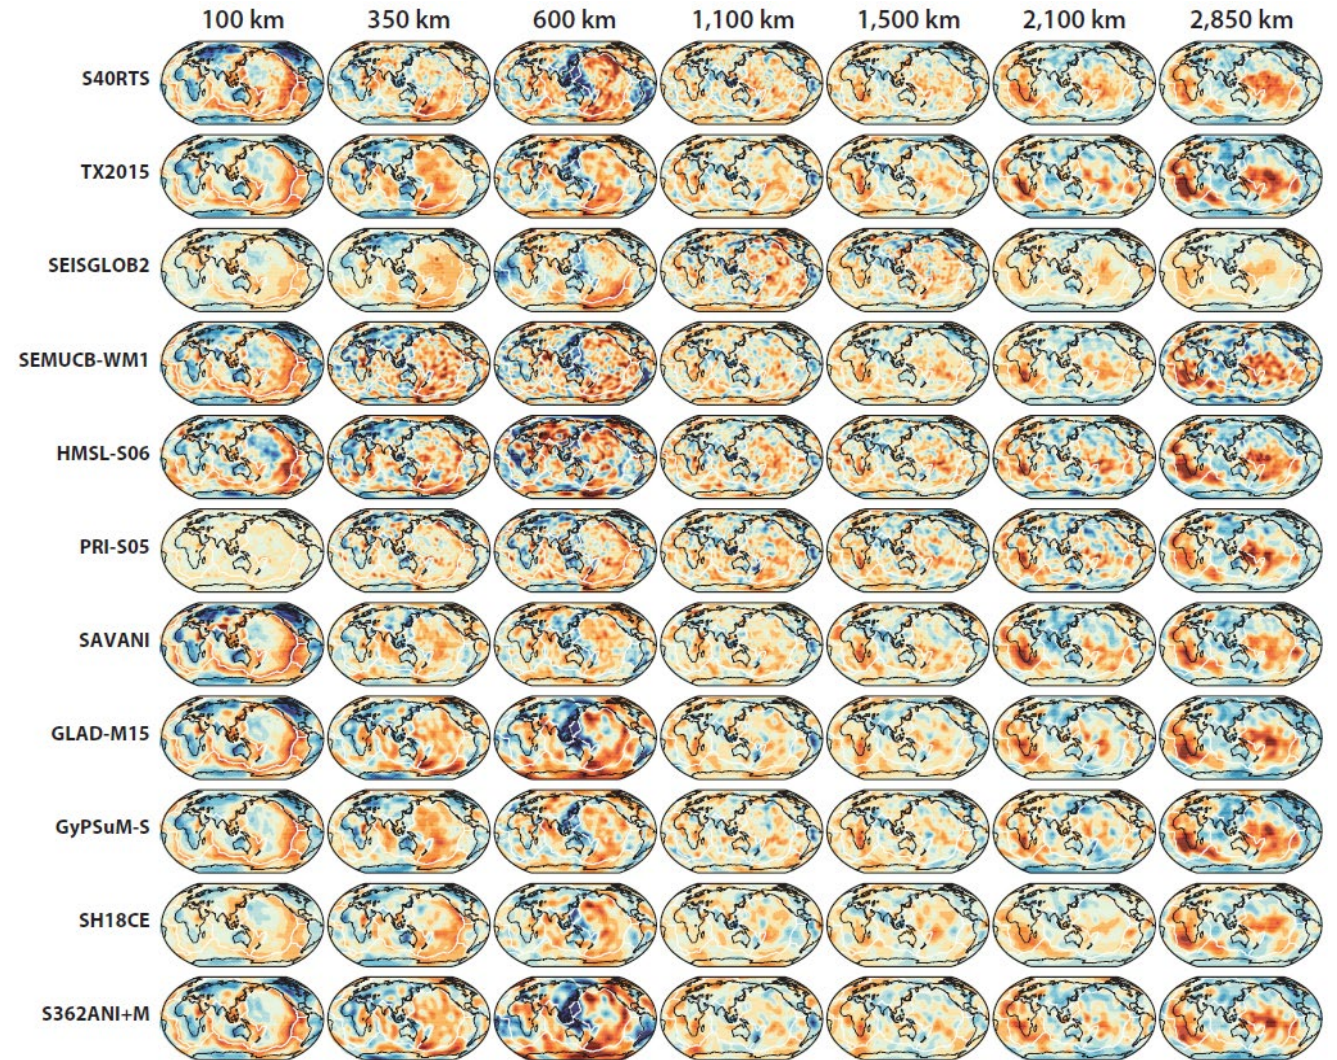 100 km 350 km 600 km 1,100 km 1,500 km 2,100 km 2,850 km
S40RTS
TX2015
SEISGLOB2
SEMUCB-WM1
HMSL-S06
PRI-S05
SAVANI
GLAD-M15
GyPSuM-S
SH18CE
S362ANI+M